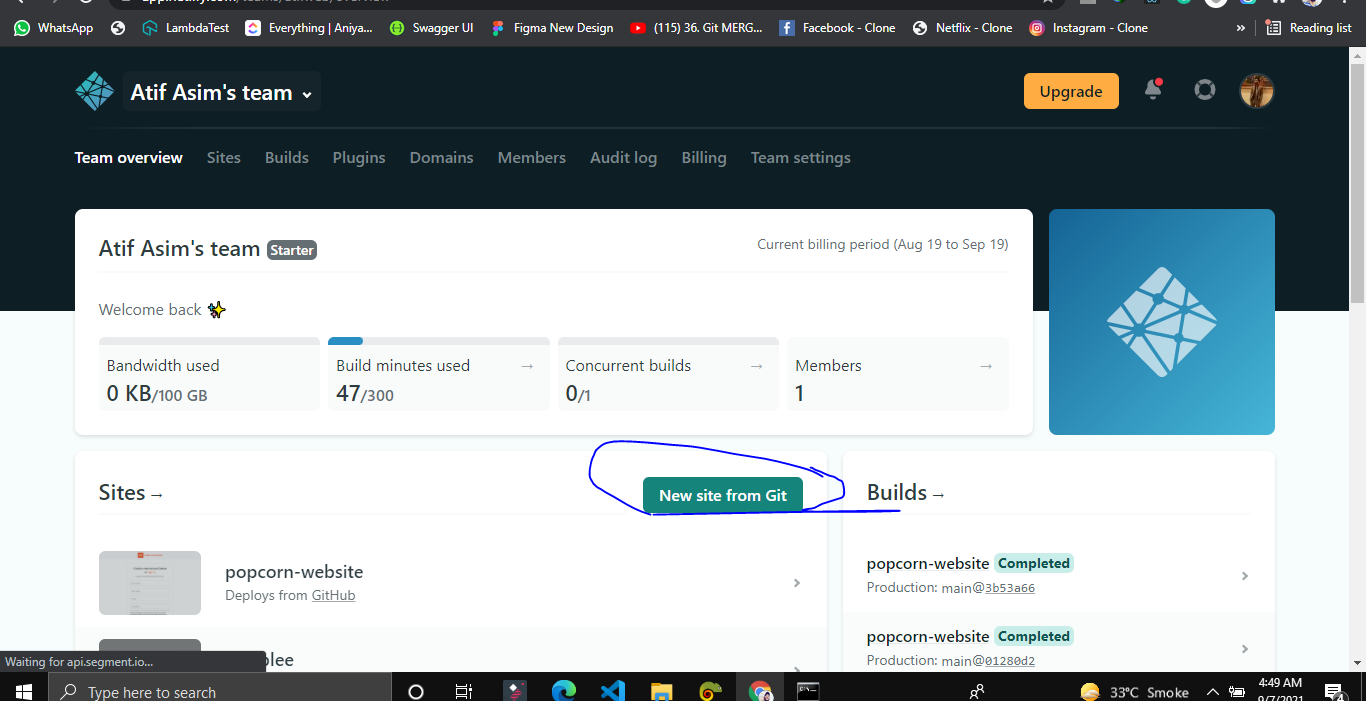 WhatsApp LambdaTest Everything | Aniya... Swagger UI Figma New Design (115) 36. Git MERG... Facebook - Clone Netflix - Clone Instagram - Clone » Reading list
Atif Asim's team
Upgrade
Team overview Sites Builds Plugins Domains Members Audit log Billing Team settings
Atif Asim's team Starter
Current billing period (Aug 19 to Sep 19)
Welcome back
Bandwidth used
0 KB/100 GB
Build minutes used →
47/300
Concurrent builds →
0/1
Members →
1
Sites →
New site from Git
popcorn-website
Deploys from GitHub
Builds →
popcorn-website Completed
Production: main@3b53a66
popcorn-website Completed
Production: main@01280d2
Waiting for api.segment.io...
Type here to search
33°C Smoke
4:49 AM
9/7/2021
4